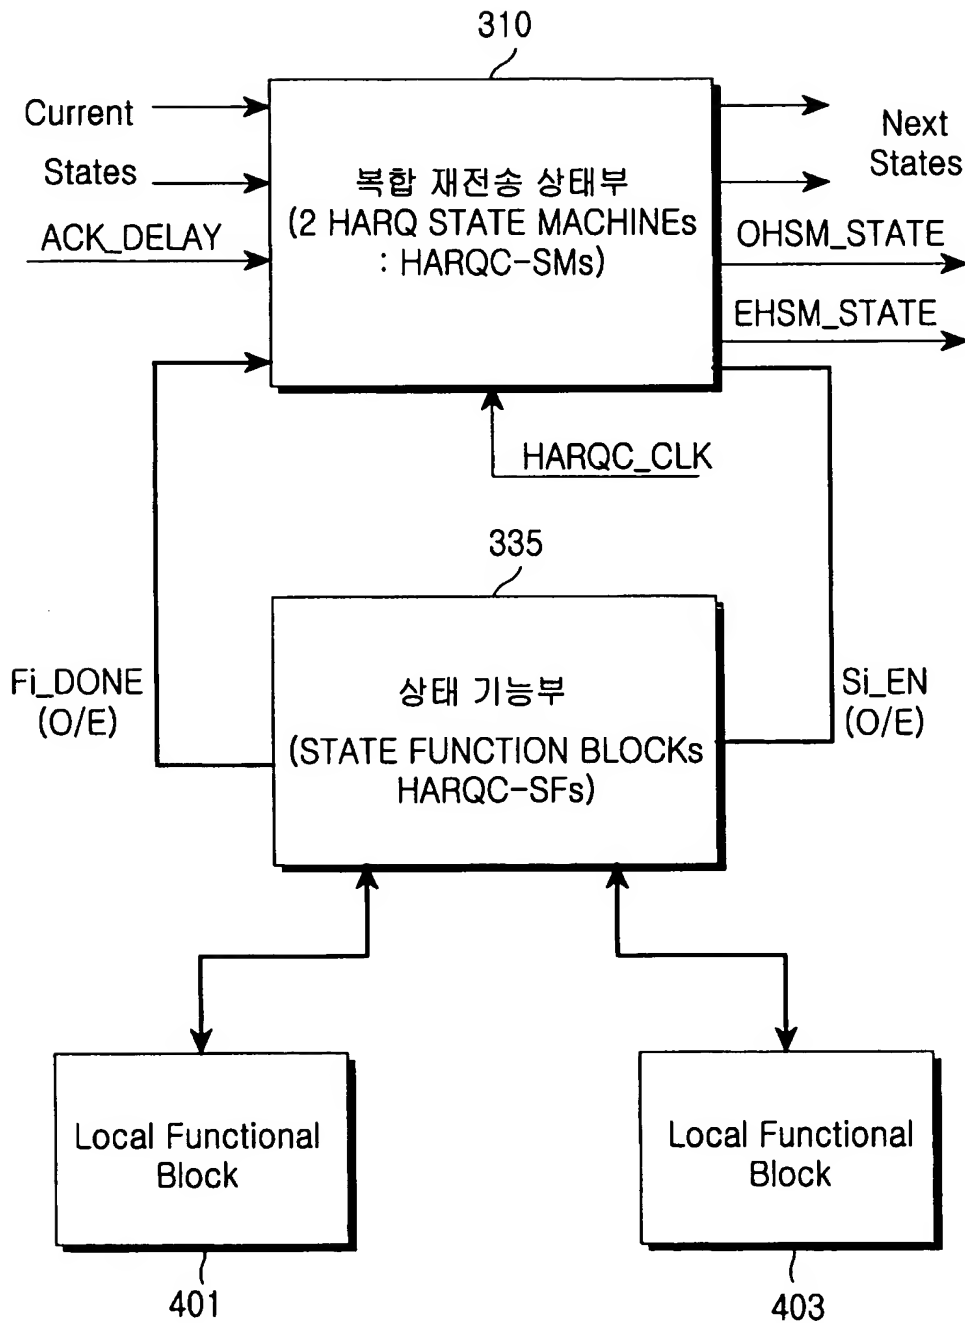 310
Current
States
ACK_DELAY
복합 재전송 상태부
(2 HARQ STATE MACHINEs
: HARQC-SMs)
Next
States
OHSM_STATE
EHSM_STATE
HARQC_CLK
335
Fi_DONE
(O/E)
상태 기능부
(STATE FUNCTION BLOCKs
HARQC-SFs)
Si_EN
(O/E)
Local Functional
Block
Local Functional
Block
401
403